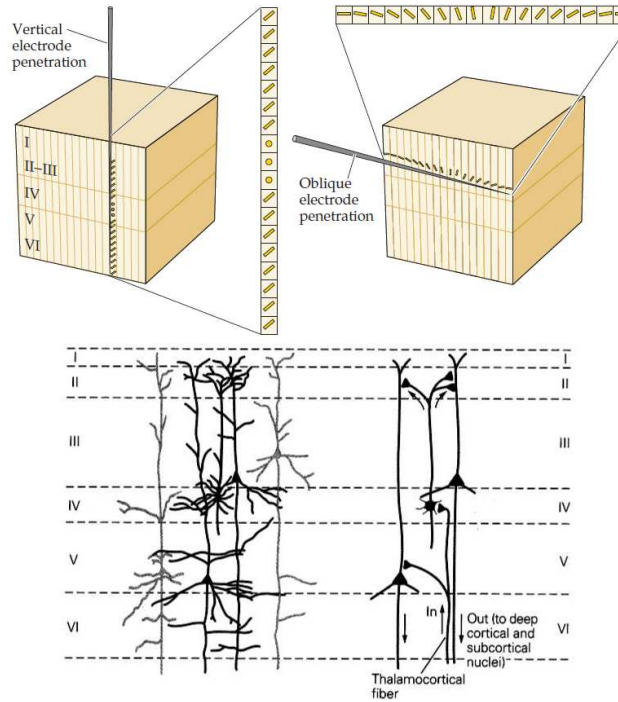 Vertical
electrode
penetration
I
II–III
IV
V
VI
Oblique
electrode
penetration
I
II
III
IV
V
VI
I
II
III
IV
V
VI
In
Out (to deep
cortical and
subcortical
nuclei)
Thalamocortical
fiber